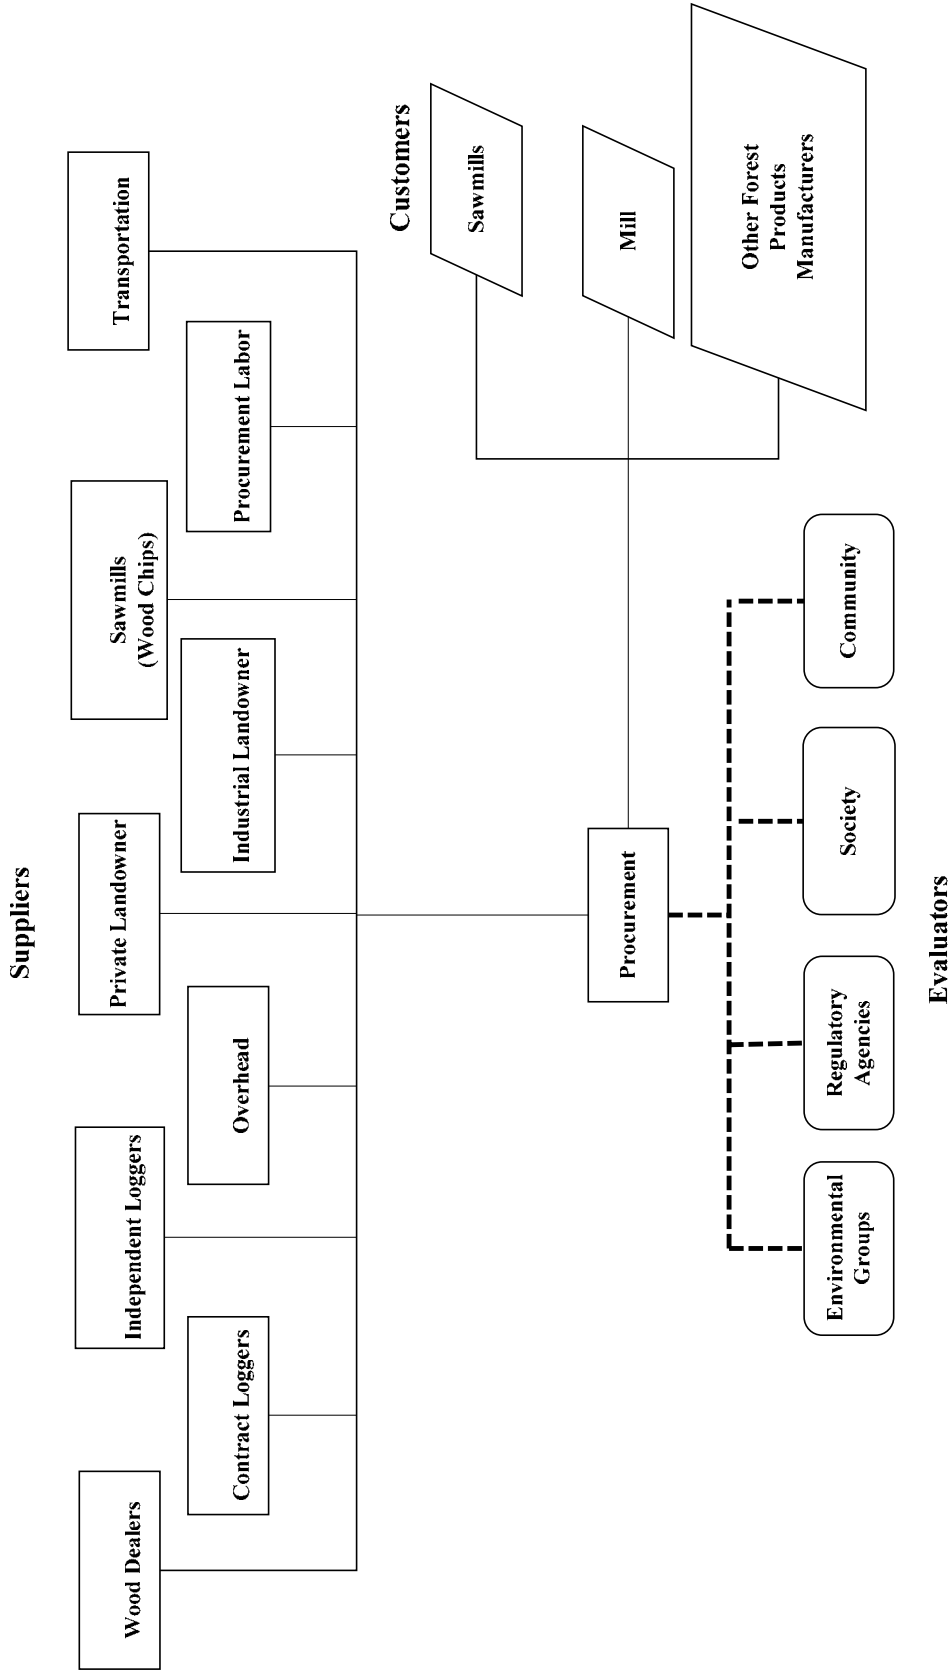 Suppliers
Wood Dealers
Independent Loggers
Private Landowner
Sawmills
(Wood Chips)
Transportation
Contract Loggers
Overhead
Industrial Landowner
Procurement Labor
Customers
Sawmills
Procurement
Mill
Other Forest
Products
Manufacturers
Environmental
Groups
Regulatory
Agencies
Society
Community
Evaluators